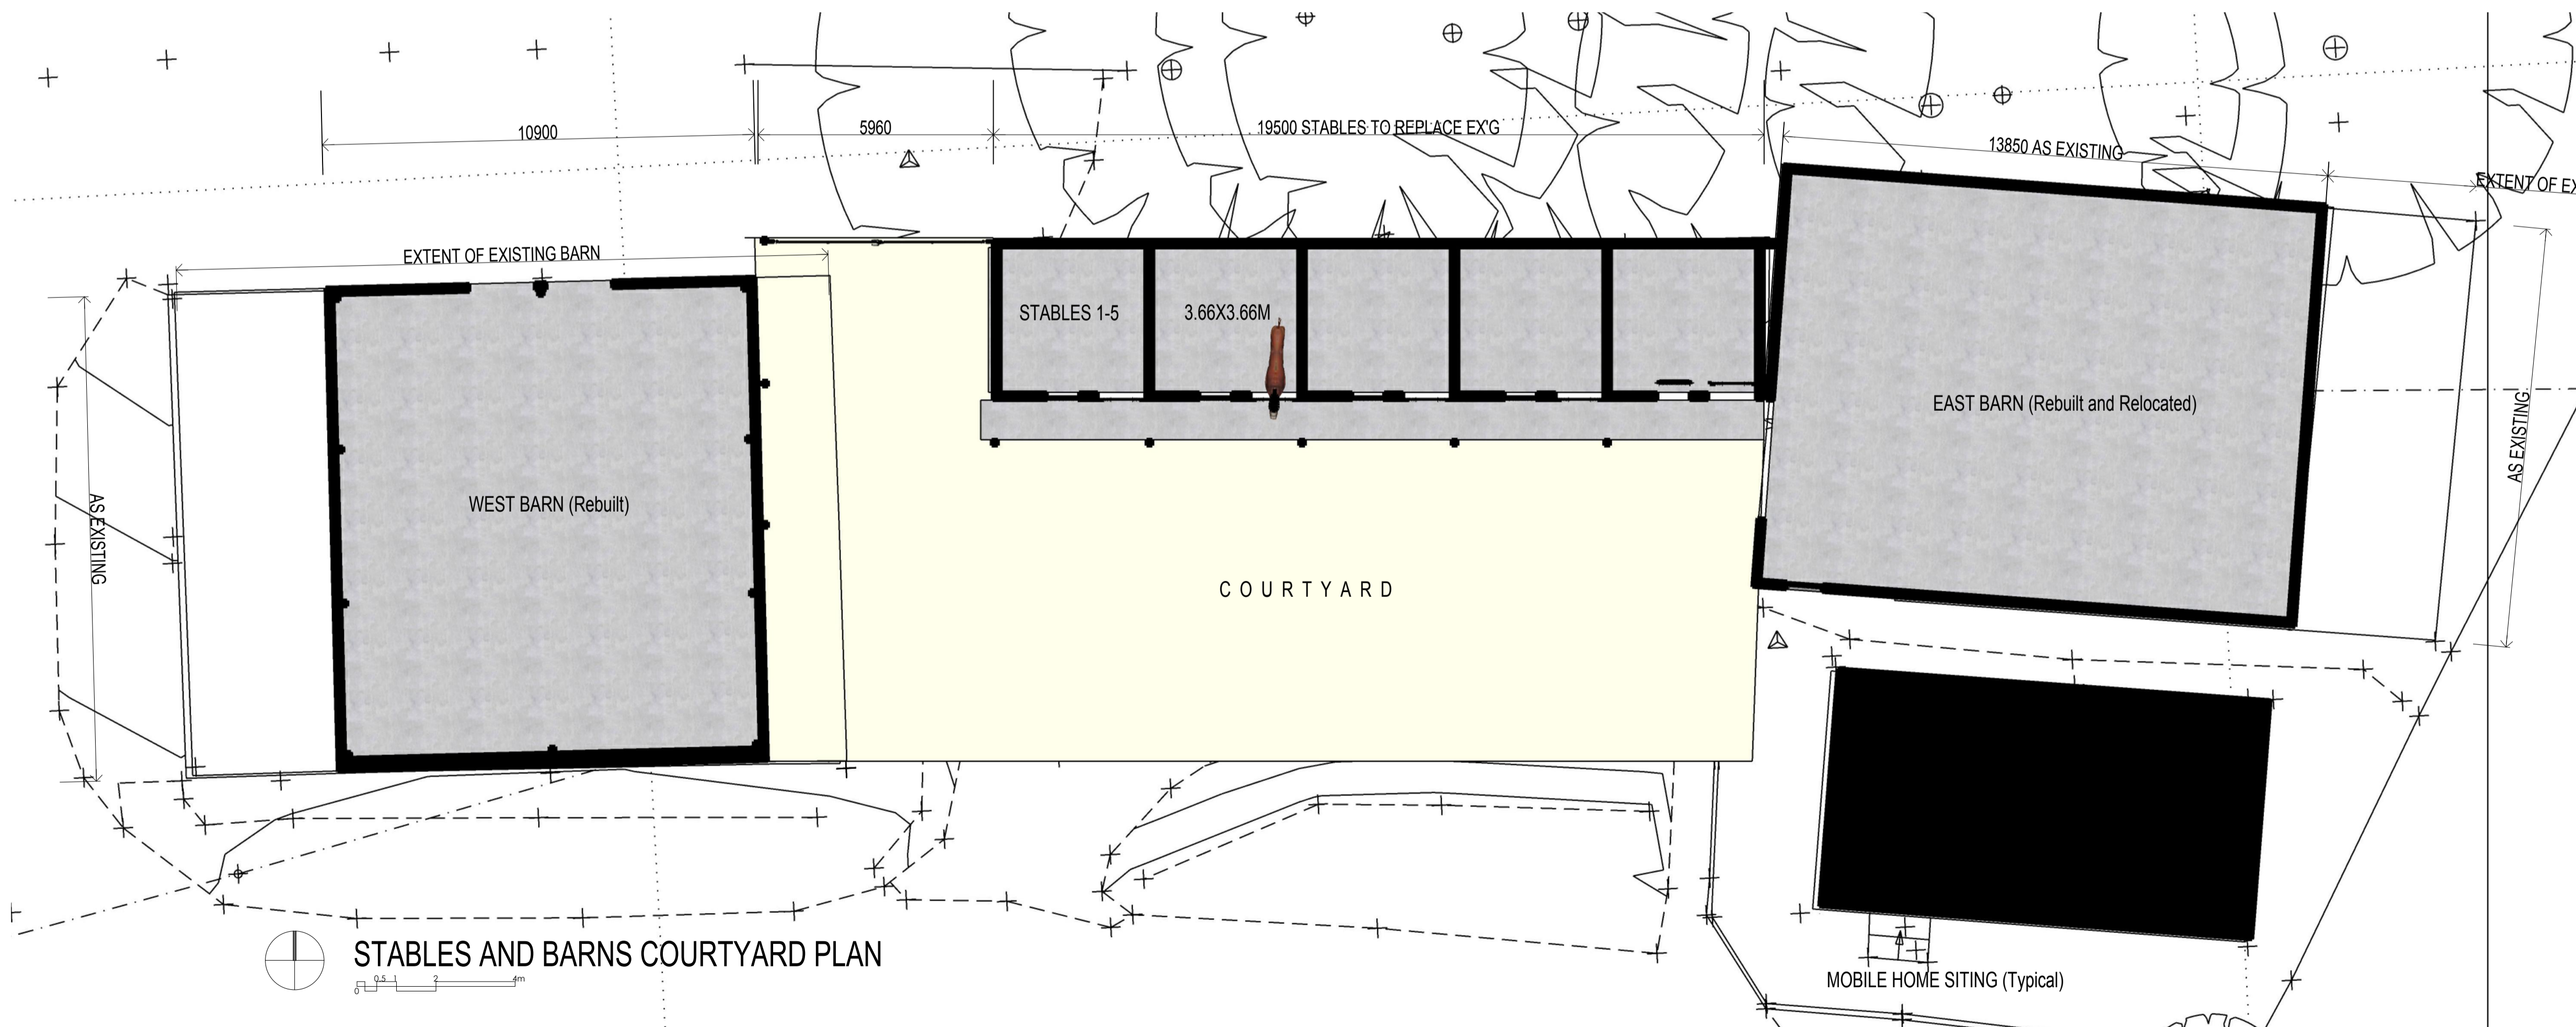 10900
5960
19500 STABLES TO REPLACE EX'G
13850 AS EXISTING
EXTENT OF EX
EXTENT OF EXISTING BARN
STABLES 1-5
3.66X3.66M
EAST BARN (Rebuilt and Relocated)
AS EXISTING
WEST BARN (Rebuilt)
AS EXISTING
COURTYARD
STABLES AND BARNS COURTYARD PLAN
0 0.5 1 2 4m
MOBILE HOME SITING (Typical)